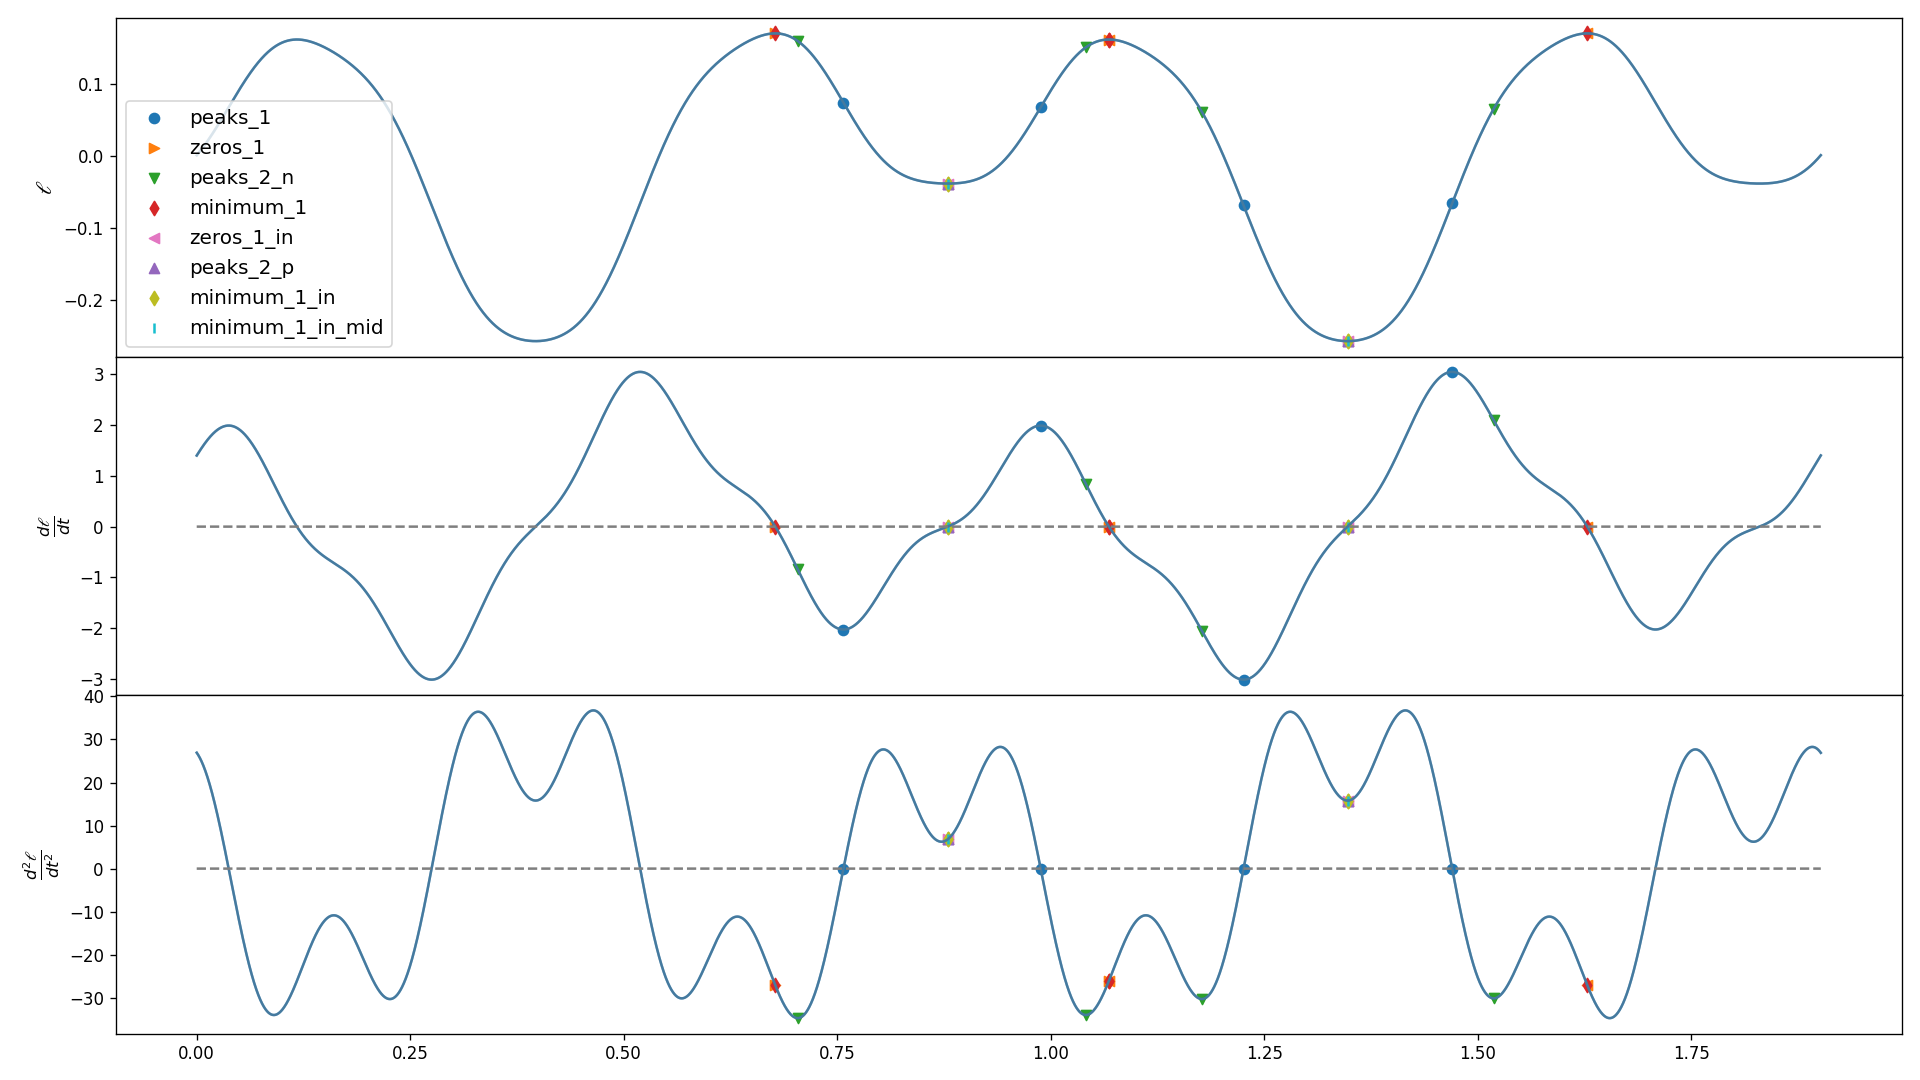 0.1
0.0
−0.1
−0.2
ℓ
peaks_1
zeros_1
peaks_2_n
minimum_1
zeros_1_in
peaks_2_p
minimum_1_in
minimum_1_in_mid
3
2
1
0
−1
−2
−3
dℓ
dt
40
30
20
10
0
−10
−20
−30
d²ℓ
dt²
0.00 0.25 0.50 0.75 1.00 1.25 1.50 1.75